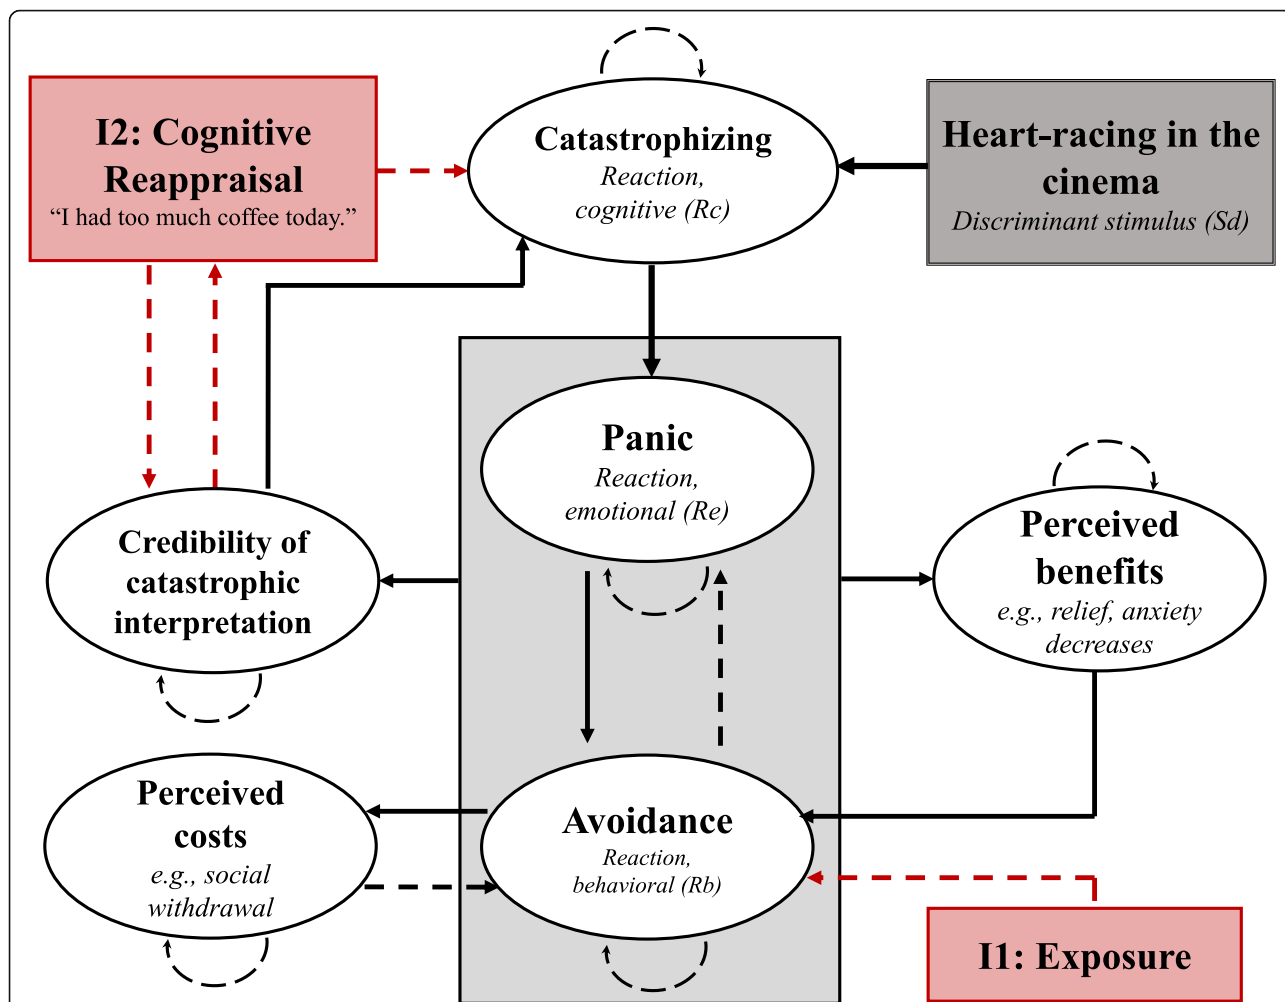 I2: Cognitive
Reappraisal
“I had too much coffee today.”
Catastrophizing
Reaction,
cognitive (Rc)
Heart-racing in the
cinema
Discriminant stimulus (Sd)
Panic
Reaction,
emotional (Re)
Credibility of
catastrophic
interpretation
Perceived
benefits
e.g., relief, anxiety
decreases
Perceived
costs
e.g., social
withdrawal
Avoidance
Reaction,
behavioral (Rb)
I1: Exposure